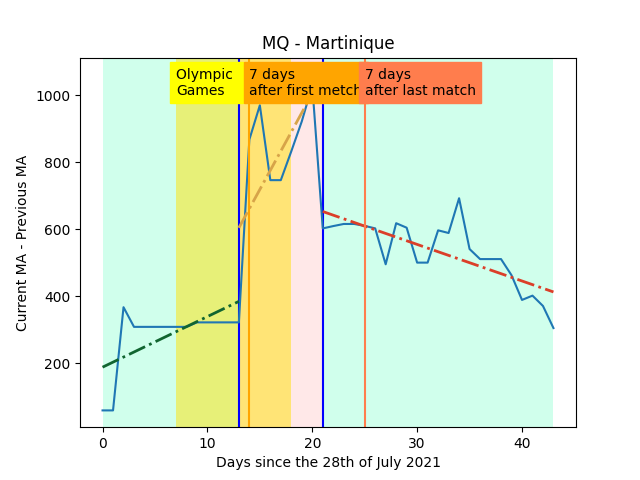 MQ - Martinique
Olympic
Games
7 days
after first metch
7 days
after last match
1000
800
600
400
200
Current MA - Previous MA
0
10
20
30
40
Days since the 28th of July 2021